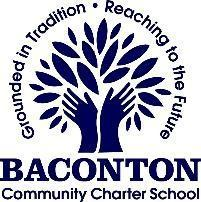 Grounded in Tradition • Reaching to the Future
BACONTON
Community Charter School